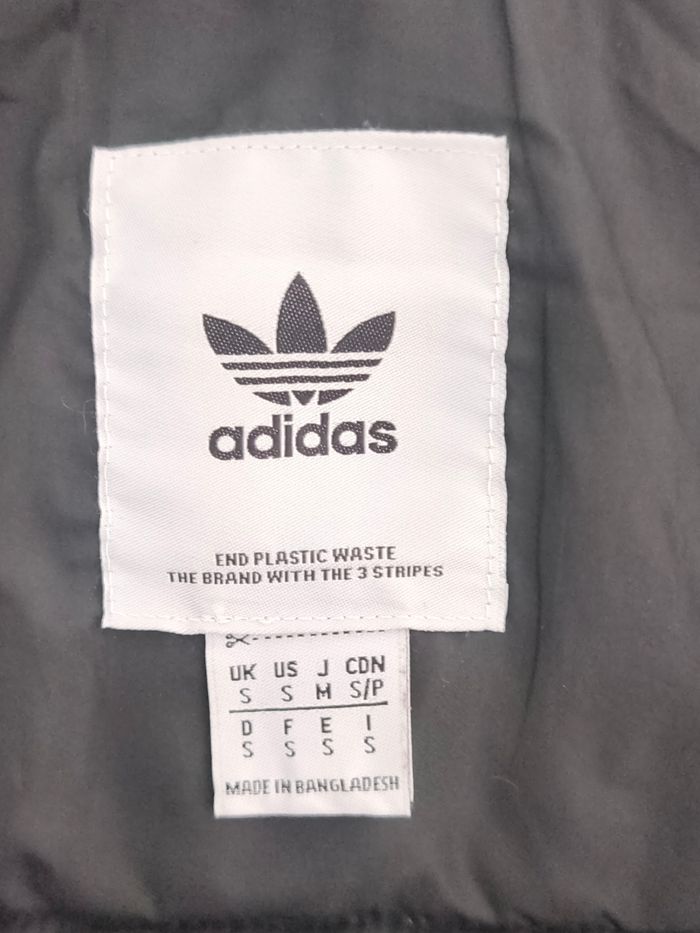 adidas
END PLASTIC WASTE
THE BRAND WITH THE 3 STRIPES
UK US J CDN
S S M S/P
D F E I
S S S S
MADE IN BANGLADESH